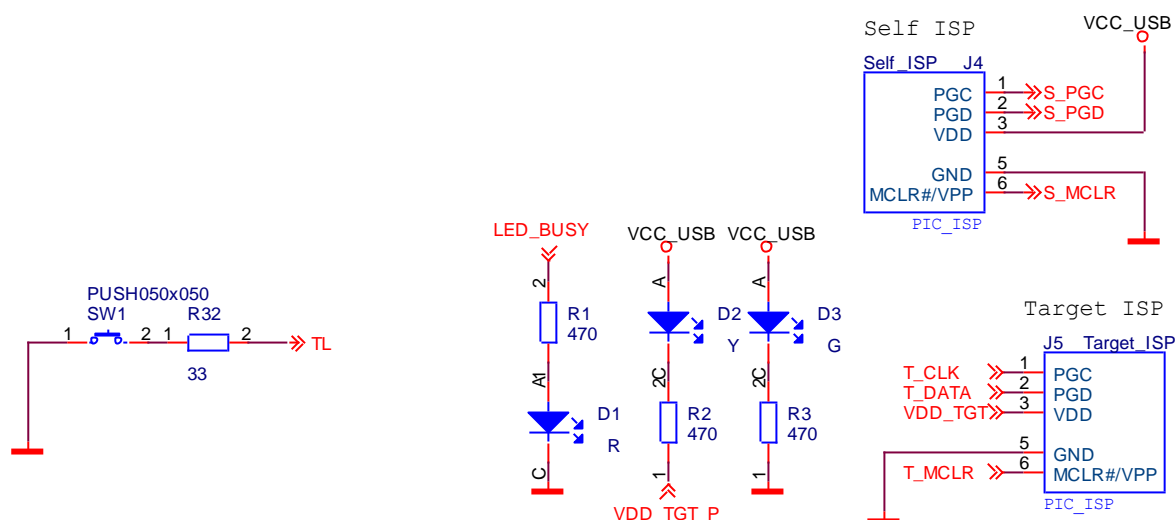 Self ISP
VCC_USB
Self_ISP J4
PGC 1 S_PGC
PGD 2 S_PGD
VDD 3
GND 5
MCLR#/VPP 6 S_MCLR
PIC_ISP
LED_BUSY
VCC_USB VCC_USB
2 A A
R1
470
D2
Y
D3
G
A1 2C 2C
D1
R
R2
470
R3
470
C 1 1
VDD_TGT_P
PUSH050x050
SW1 R32
1 2 1 2 TL
33
Target ISP
J5 Target_ISP
T_CLK 1 PGC
T_DATA 2 PGD
VDD_TGT 3 VDD
5 GND
T_MCLR 6 MCLR#/VPP
PIC_ISP